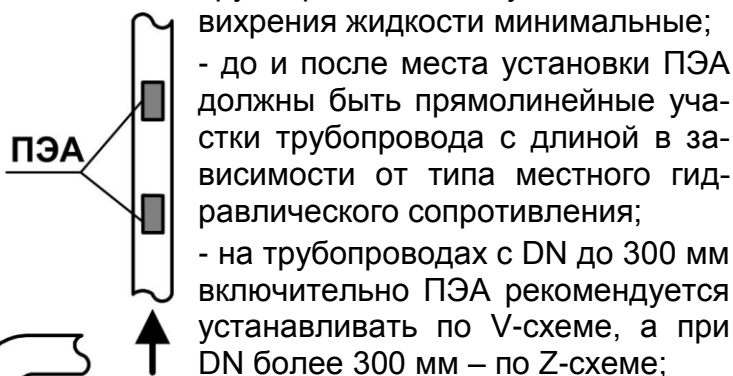 вихрения жидкости минимальные;
- до и после места установки ПЭА
должны быть прямолинейные уча-
стки трубопровода с длиной в за-
висимости от типа местного гид-
равлического сопротивления;
- на трубопроводах с DN до 300 мм
включительно ПЭА рекомендуется
устанавливать по V-схеме, а при
DN более 300 мм – по Z-схеме;
ПЭА